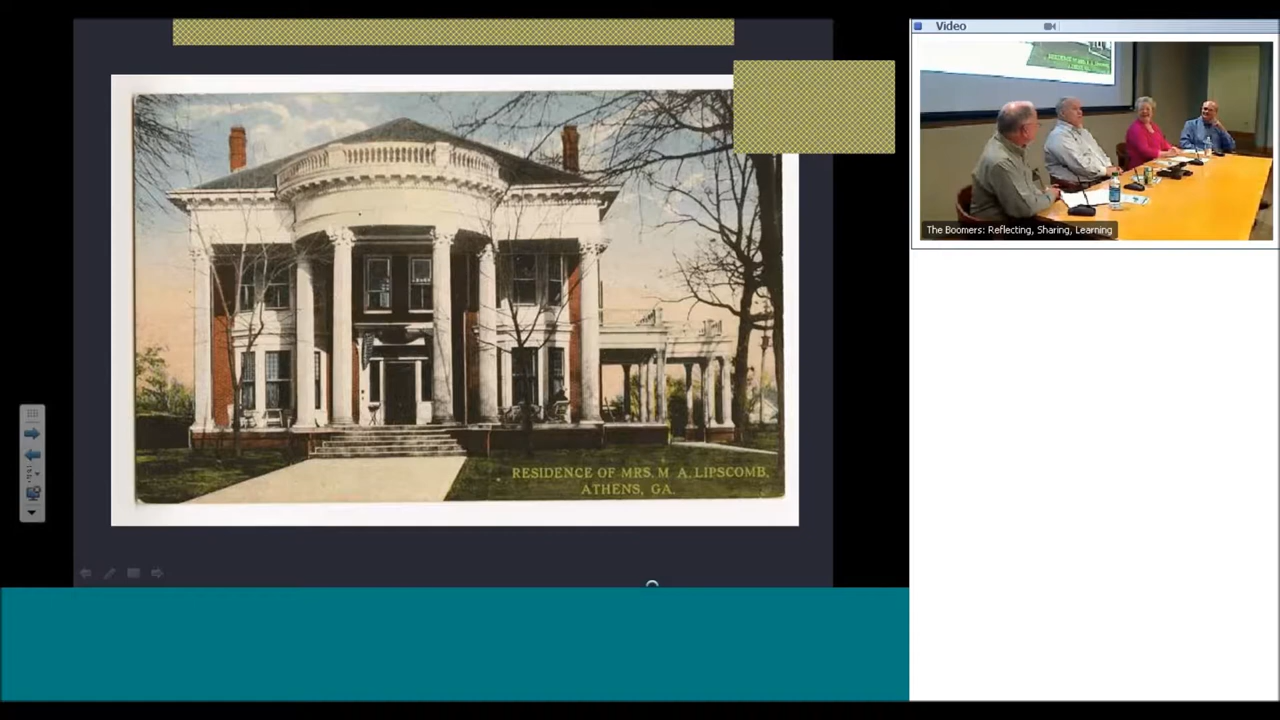 RESIDENCE OF MRS. M A. LIPSCOMB,
ATHENS, GA.
Video
The Boomers: Reflecting, Sharing, Learning